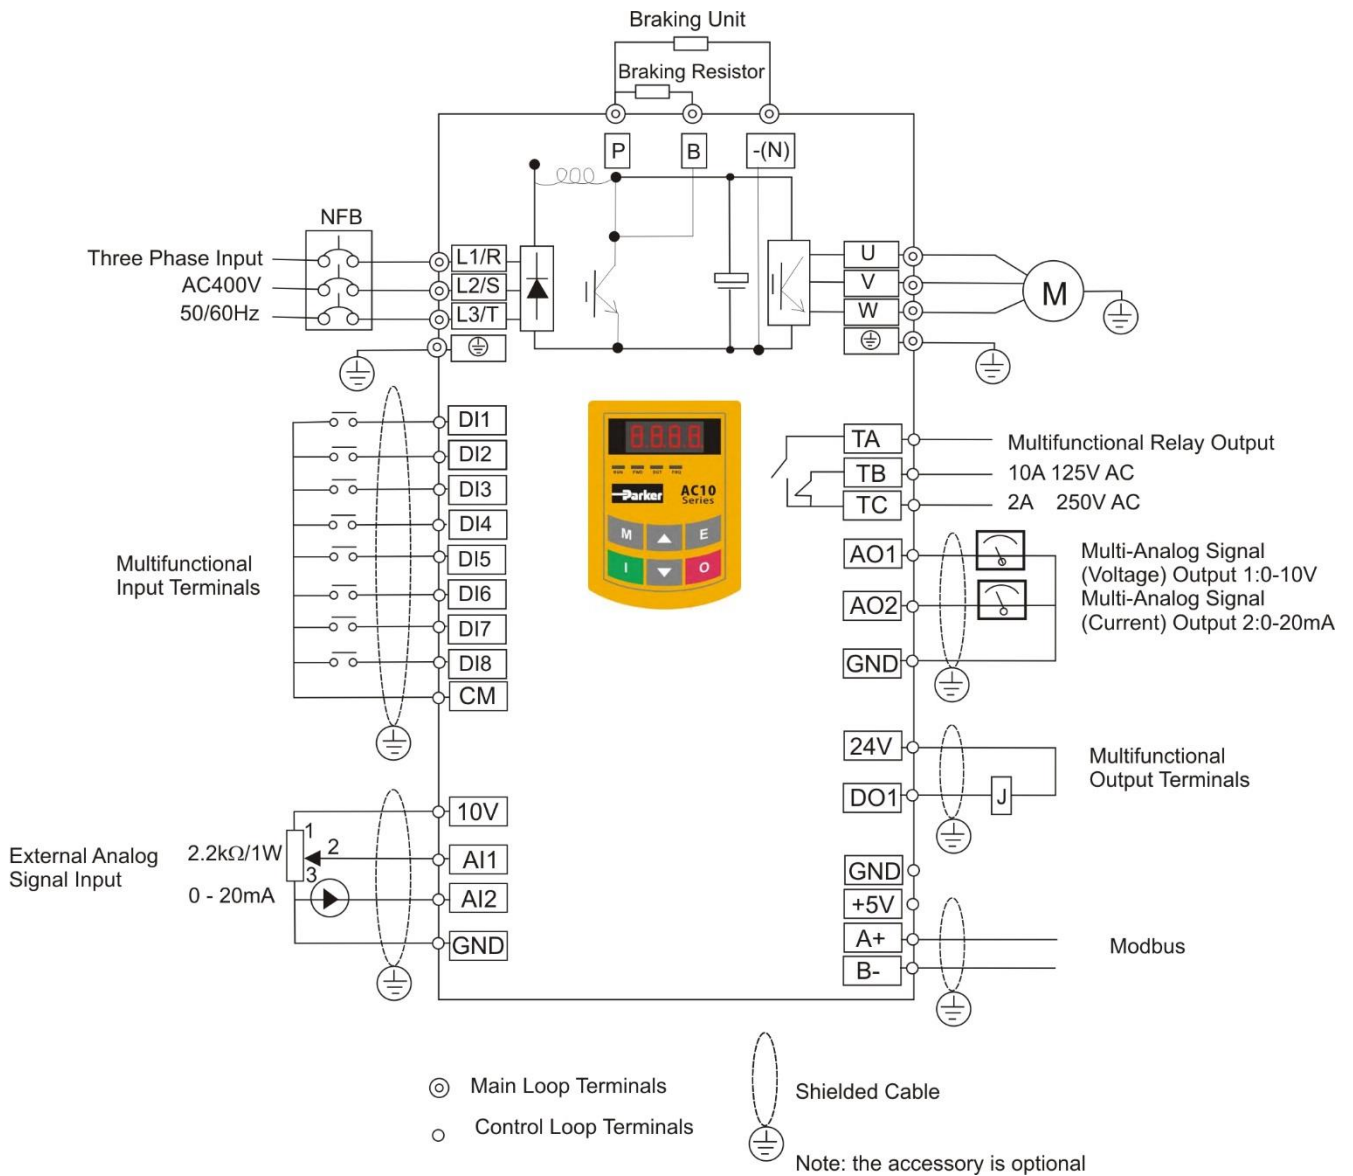 Braking Unit
Braking Resistor
P
B
-(N)
NFB
Three Phase Input
AC400V
50/60Hz
L1/R
L2/S
L3/T
U
V
W
M
DI1
DI2
DI3
DI4
DI5
DI6
DI7
DI8
CM
Multifunctional
Input Terminals
8.8.8.8
RUN FWD DGT FRQ
Parker
AC10
Series
M
E
I
O
TA
TB
TC
Multifunctional Relay Output
10A 125V AC
2A 250V AC
AO1
AO2
GND
Multi-Analog Signal
(Voltage) Output 1:0-10V
Multi-Analog Signal
(Current) Output 2:0-20mA
24V
DO1
J
Multifunctional
Output Terminals
External Analog
Signal Input
2.2kΩ/1W
0 - 20mA
1
2
3
10V
AI1
AI2
GND
GND
+5V
A+
B-
Modbus
Main Loop Terminals
Control Loop Terminals
Shielded Cable
Note: the accessory is optional